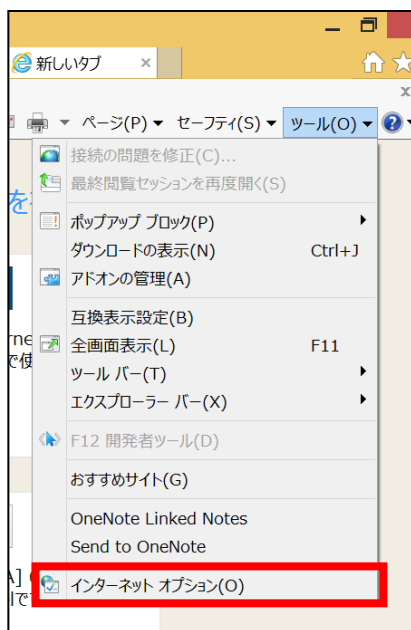 新しいタブ
ページ(P) セーフティ(S) ツール(O)
接続の問題を修正(C)...
最終閲覧セッションを再度開く(S)
を
ポップアップ ブロック(P)
ダウンロードの表示(N) Ctrl+J
アドオンの管理(A)
互換表示設定(B)
rne
全画面表示(L) F11
で使
ツール バー(T)
エクスプローラー バー(X)
F12 開発者ツール(D)
おすすめサイト(G)
OneNote Linked Notes
Send to OneNote
A]
インターネット オプション(O)